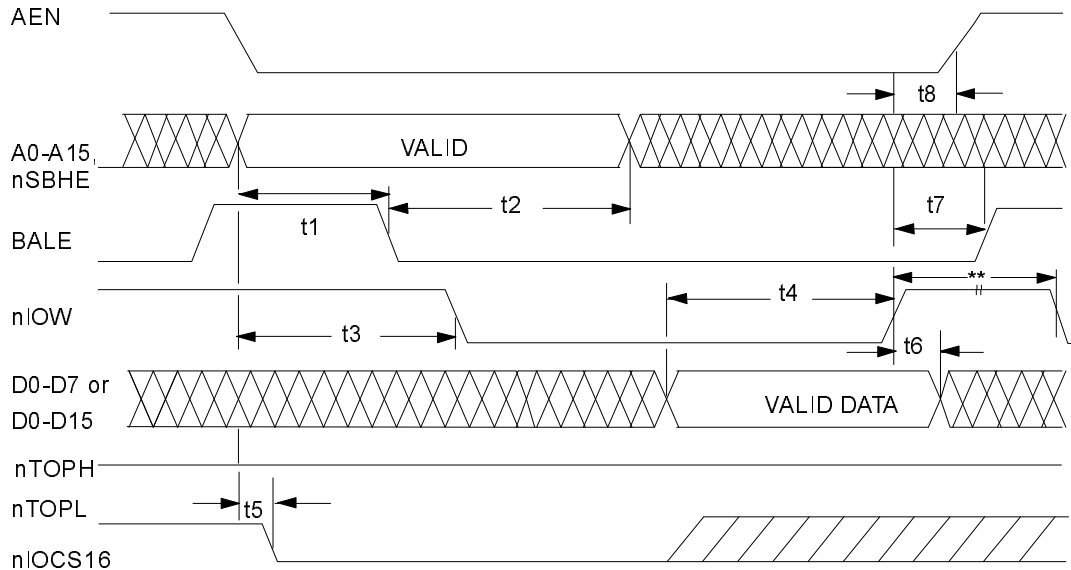 AEN
t8
A0-A15,
nSBHE
VALID
t1
t2
t7
BALE
**
nIOW
t3
t4
t6
D0-D7 or
D0-D15
VALID DATA
nTOPH
nTOPL
t5
nIOCS16